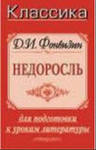 Классика
Д.И. Фонвизин
НЕДОРОСЛЬ
для подготовки
к урокам литературы